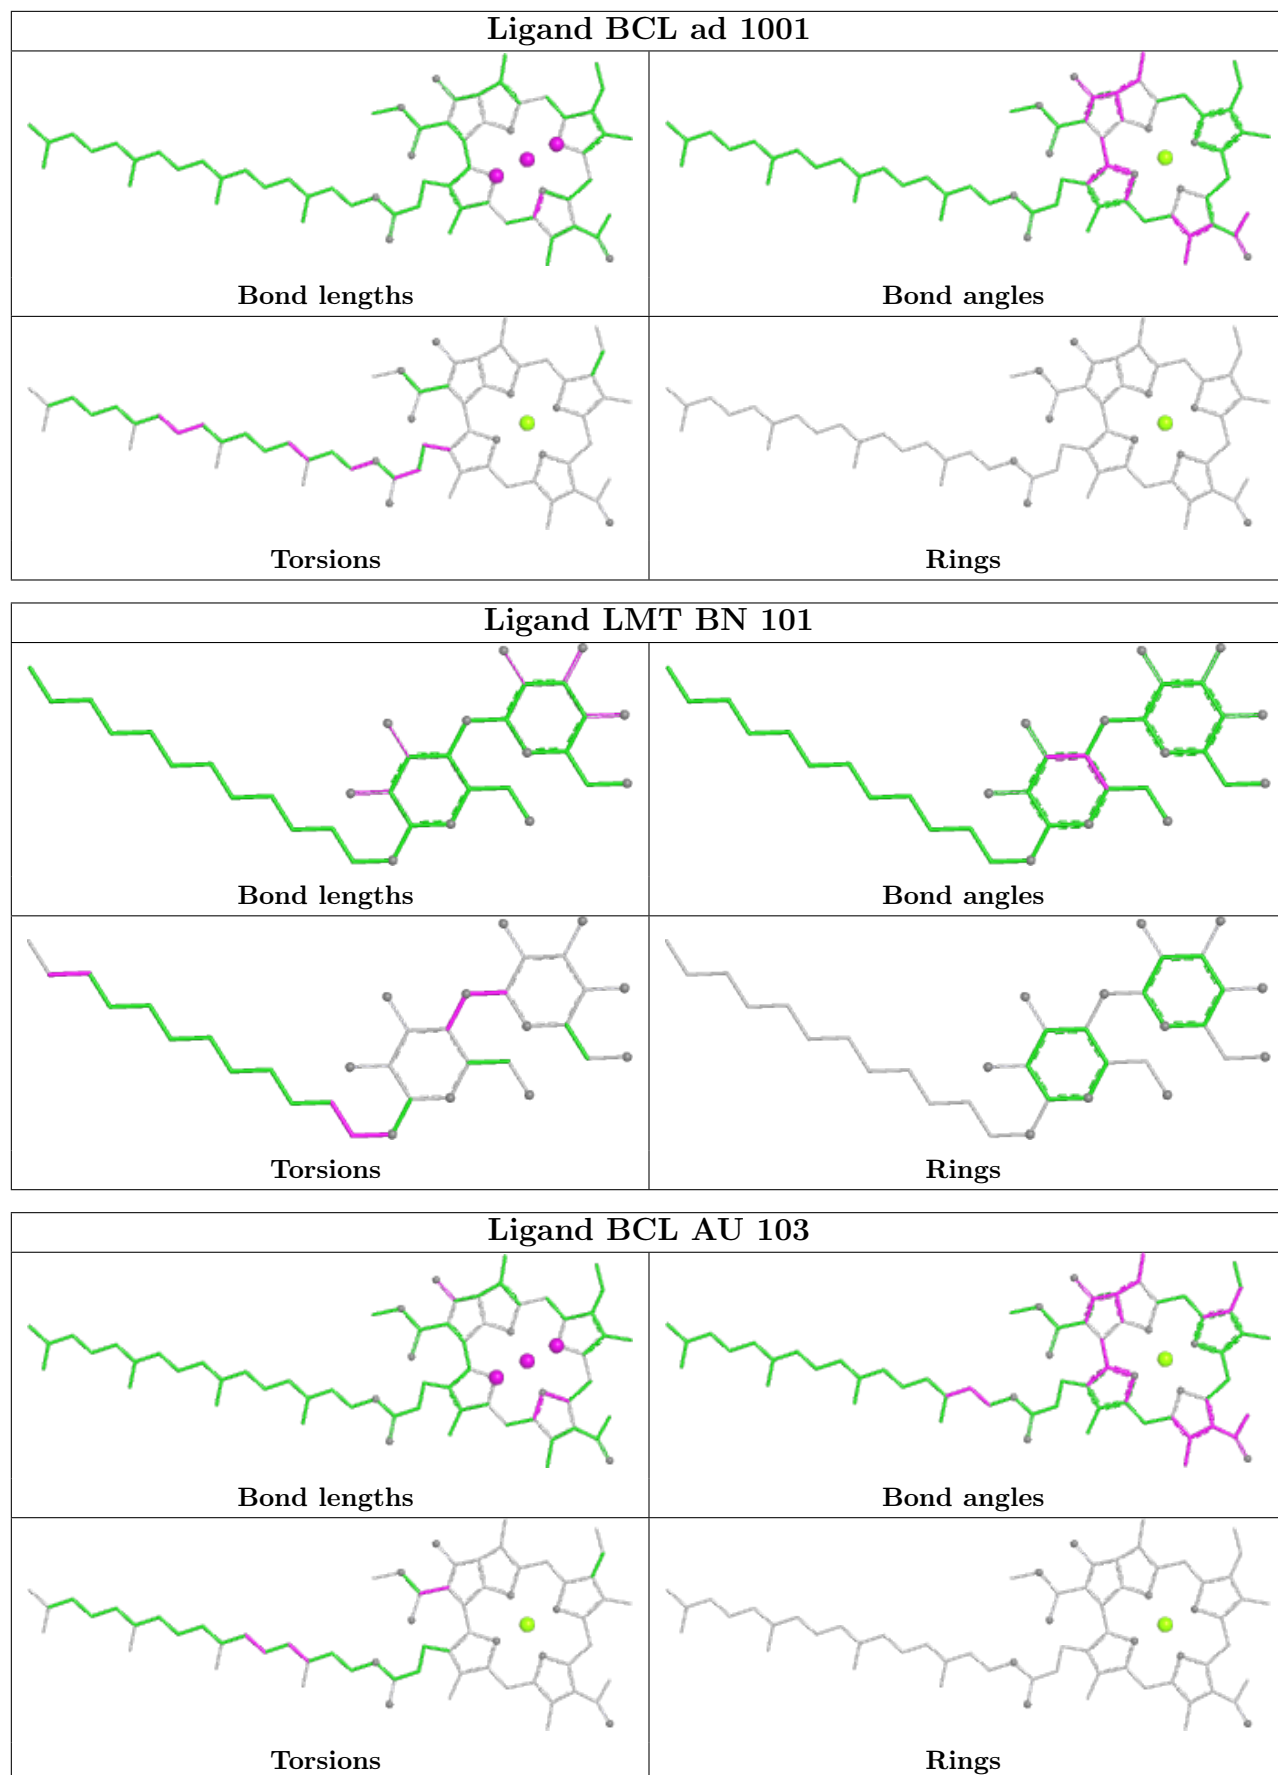 Ligand BCL ad 1001
Bond lengths
Bond angles
Torsions
Rings
Ligand LMT BN 101
Bond lengths
Bond angles
Torsions
Rings
Ligand BCL AU 103
Bond lengths
Bond angles
Torsions
Rings